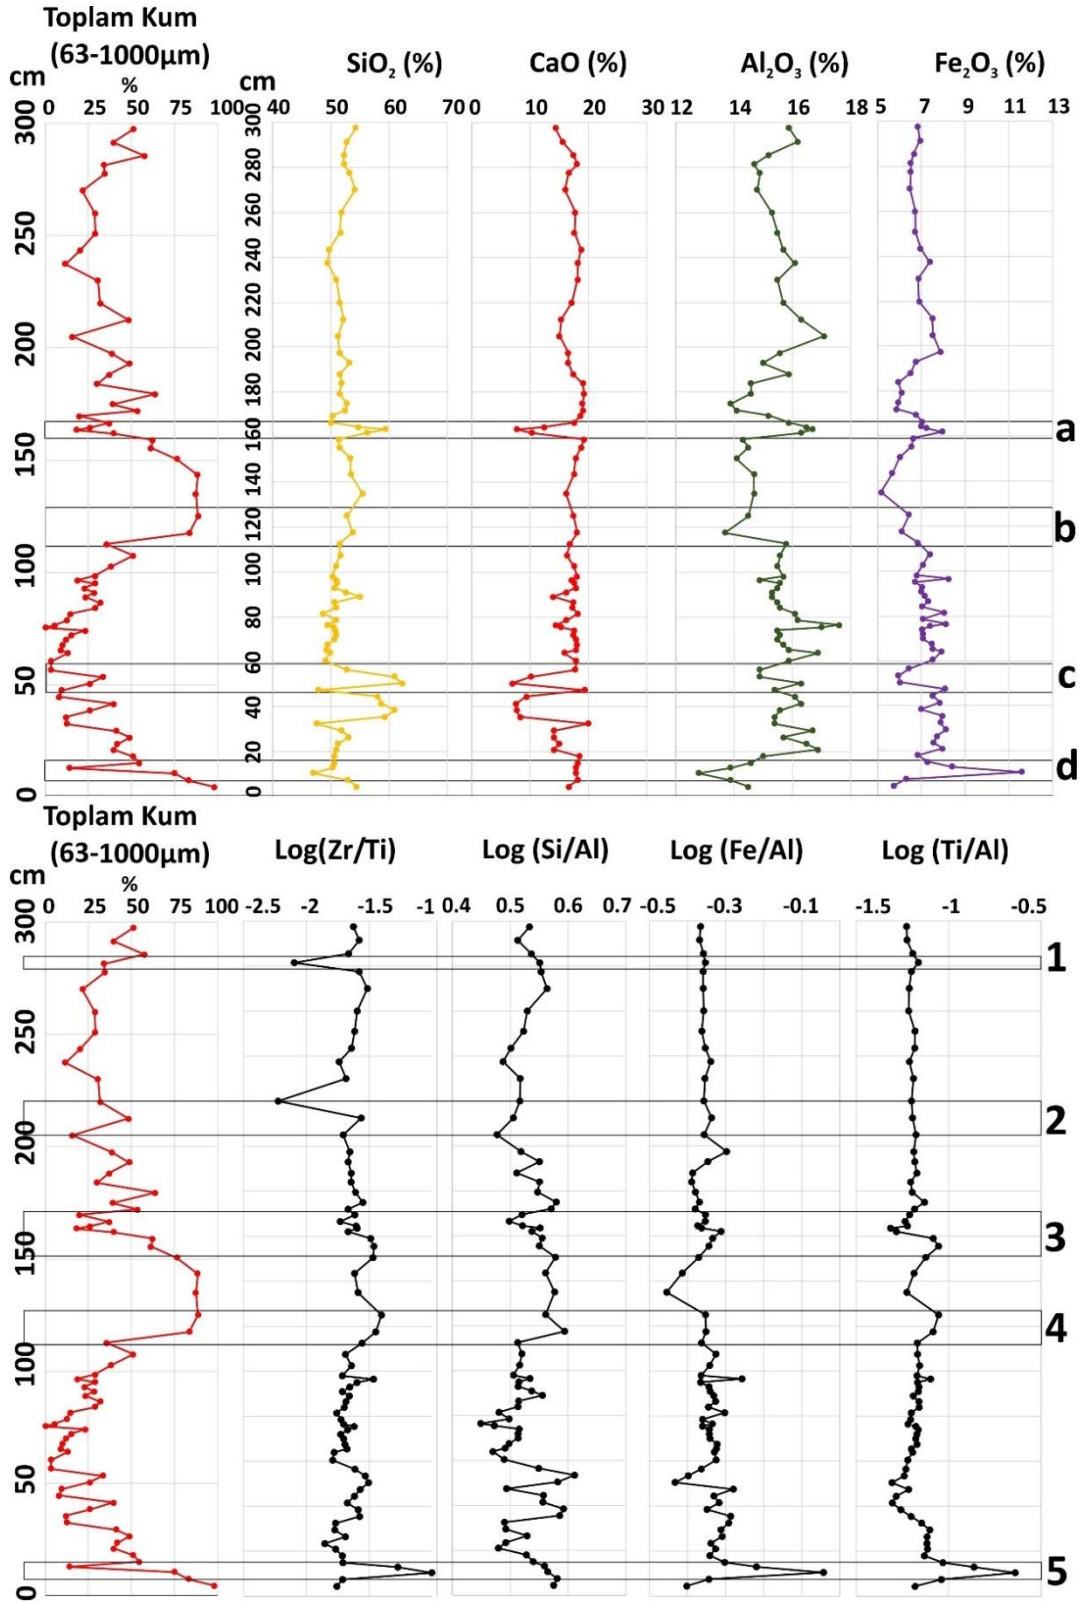 Toplam Kum
(63-1000µm)
cm
%
0 25 50 75 100
300
250
200
150
100
50
0
cm
SiO₂ (%)
40 50 60 70
300
280
260
240
220
200
180
160
140
120
100
80
60
40
20
0
CaO (%)
0 10 20 30
Al₂O₃ (%)
12 14 16 18
Fe₂O₃ (%)
5 7 9 11 13
a
b
c
d
Toplam Kum
(63-1000µm)
cm
%
0 25 50 75 100
300
250
200
150
100
50
0
Log(Zr/Ti)
-2.5 -2 -1.5 -1
Log (Si/Al)
0.4 0.5 0.6 0.7
Log (Fe/Al)
-0.5 -0.3 -0.1
Log (Ti/Al)
-1.5 -1 -0.5
1
2
3
4
5